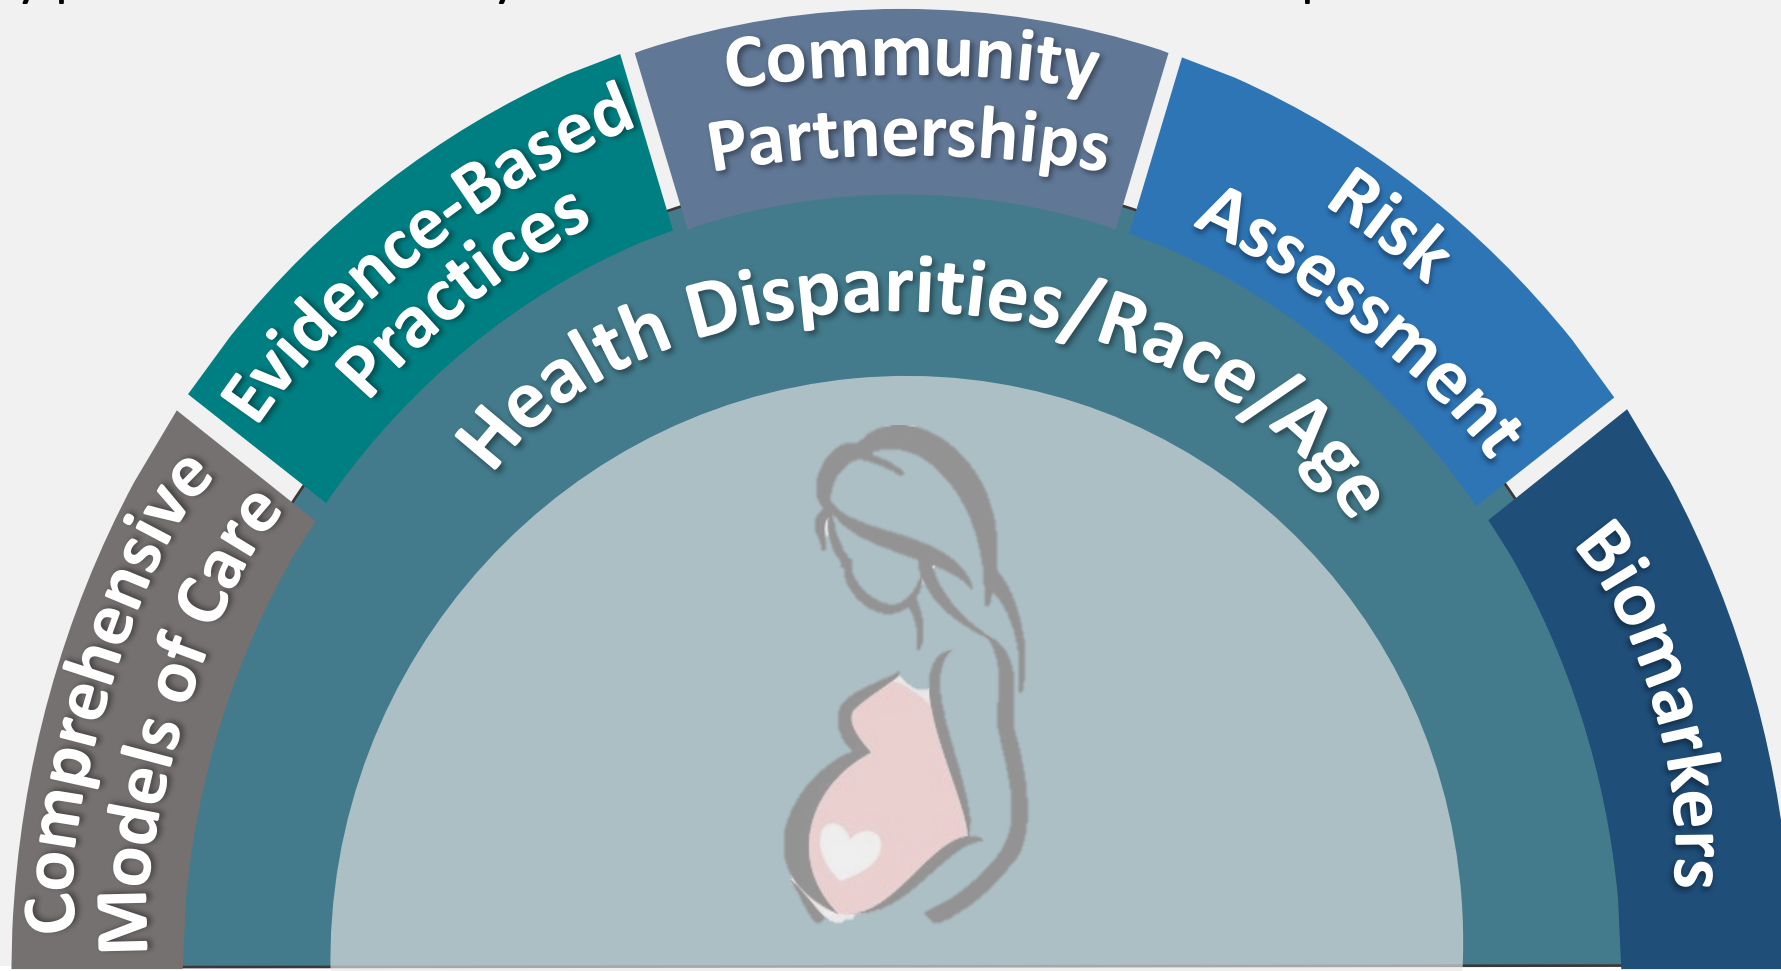 Community
Partnerships
Evidence-Based
Practices
Risk
Assessment
Comprehensive
Models of Care
Biomarkers
Health Disparities/Race/Age